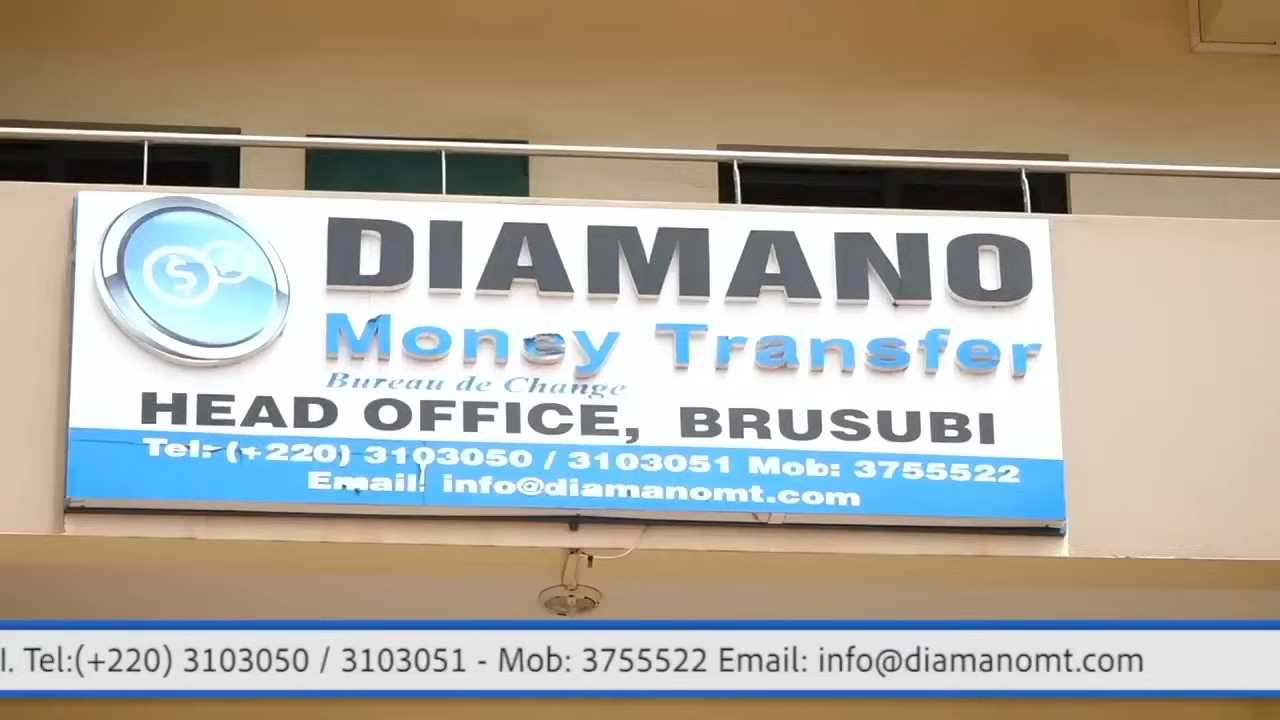 DIAMANO
Money Transfer
Bureau de Change
HEAD OFFICE, BRUSUBI
Tel: (+220) 3103050 / 3103051 Mob: 3755522
Email: info@diamanomt.com
I. Tel:(+220) 3103050 / 3103051 - Mob: 3755522 Email: info@diamanomt.com